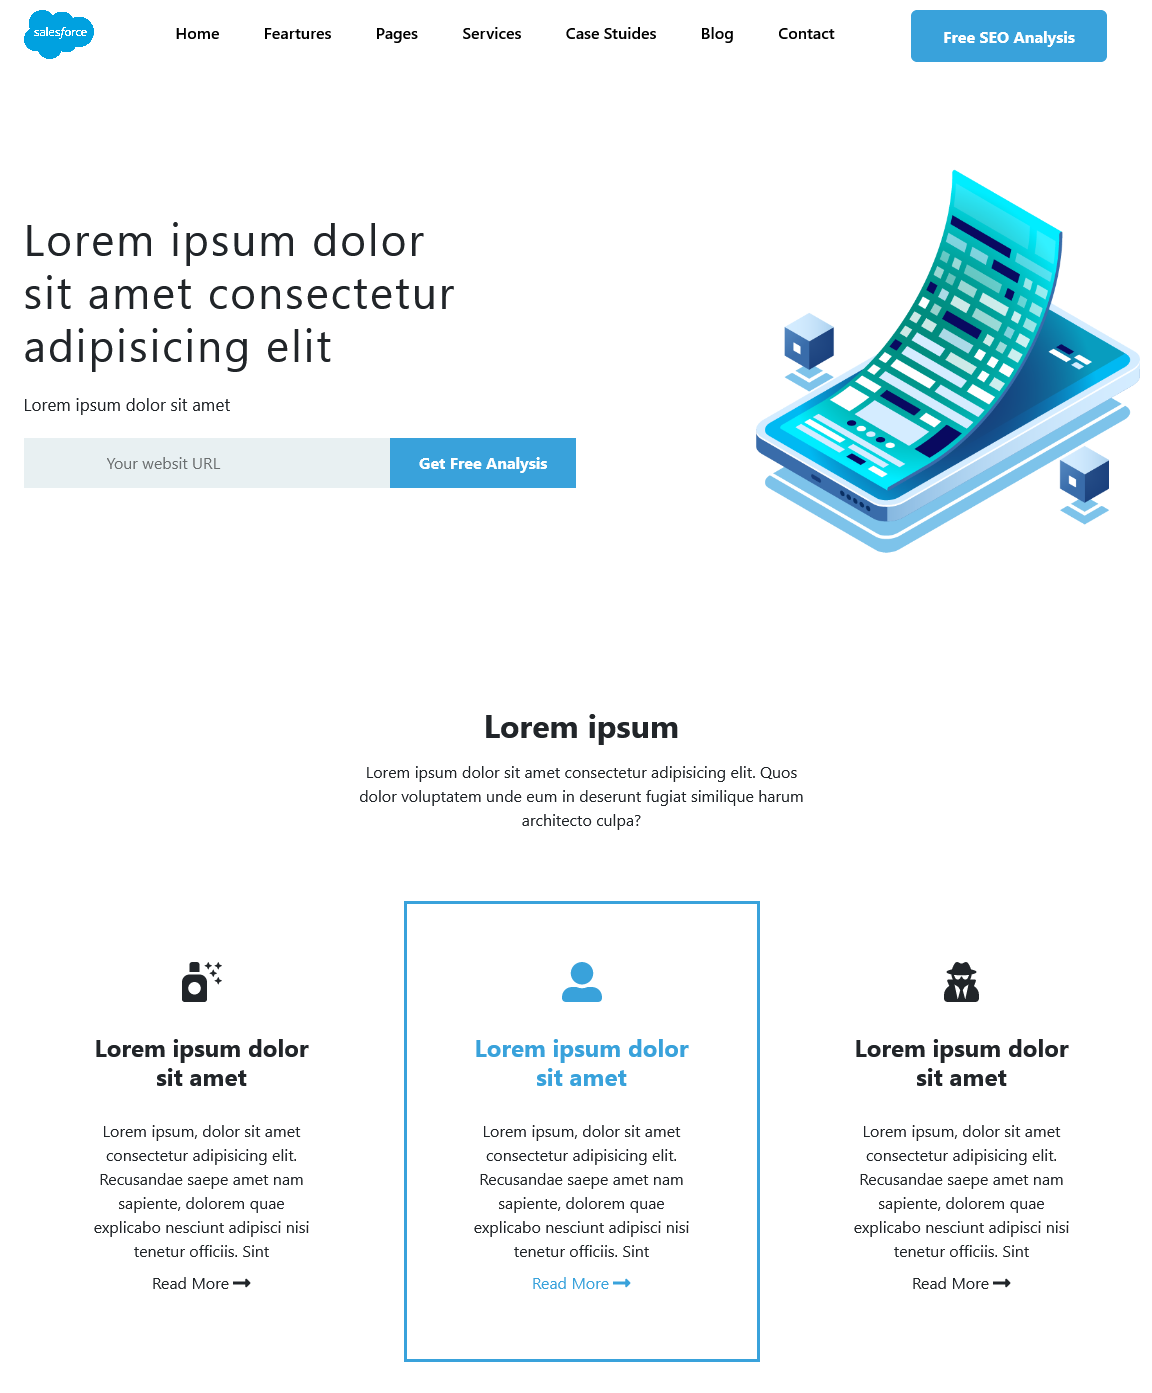 salesforce
Home Feartures Pages Services Case Stuides Blog Contact Free SEO Analysis
Lorem ipsum dolor
sit amet consectetur
adipisicing elit
Lorem ipsum dolor sit amet
Your websit URL Get Free Analysis
Lorem ipsum
Lorem ipsum dolor sit amet consectetur adipisicing elit. Quos
dolor voluptatem unde eum in deserunt fugiat similique harum
architecto culpa?
Lorem ipsum dolor
sit amet
Lorem ipsum, dolor sit amet
consectetur adipisicing elit.
Recusandae saepe amet nam
sapiente, dolorem quae
explicabo nesciunt adipisci nisi
tenetur officiis. Sint
Read More
Lorem ipsum dolor
sit amet
Lorem ipsum, dolor sit amet
consectetur adipisicing elit.
Recusandae saepe amet nam
sapiente, dolorem quae
explicabo nesciunt adipisci nisi
tenetur officiis. Sint
Read More
Lorem ipsum dolor
sit amet
Lorem ipsum, dolor sit amet
consectetur adipisicing elit.
Recusandae saepe amet nam
sapiente, dolorem quae
explicabo nesciunt adipisci nisi
tenetur officiis. Sint
Read More